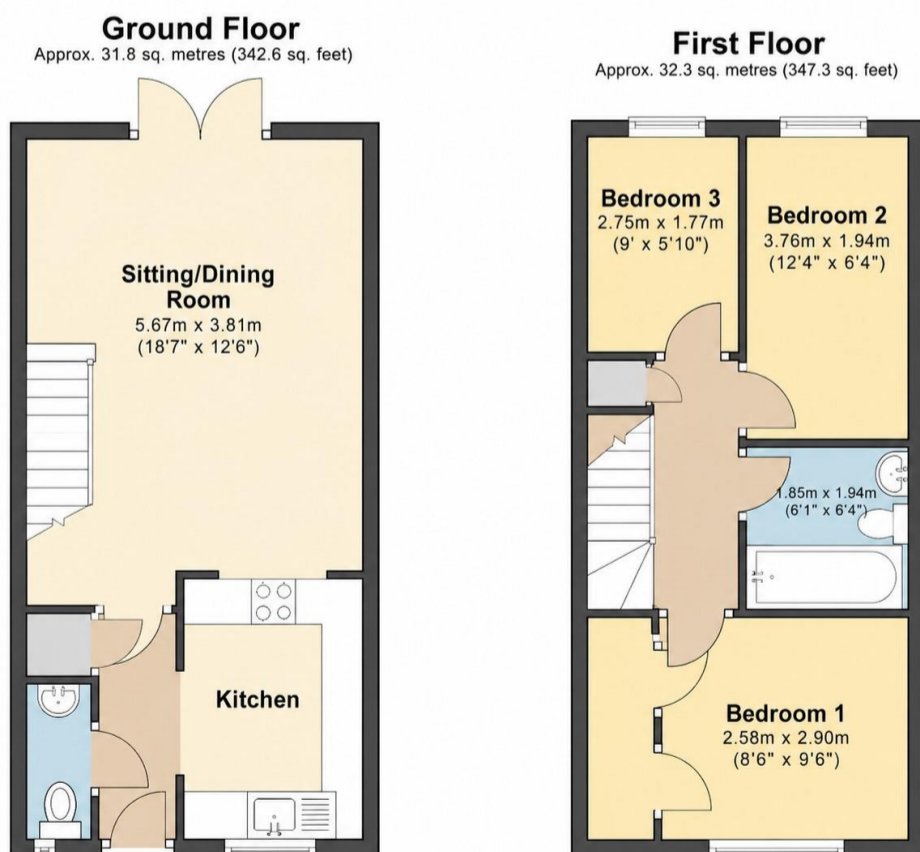 Ground Floor
Approx. 31.8 sq. metres (342.6 sq. feet)
Sitting/Dining
Room
5.67m x 3.81m
(18'7" x 12'6")
Kitchen
First Floor
Approx. 32.3 sq. metres (347.3 sq. feet)
Bedroom 3
2.75m x 1.77m
(9' x 5'10")
Bedroom 2
3.76m x 1.94m
(12'4" x 6'4")
1.85m x 1.94m
(6'1" x 6'4")
Bedroom 1
2.58m x 2.90m
(8'6" x 9'6")